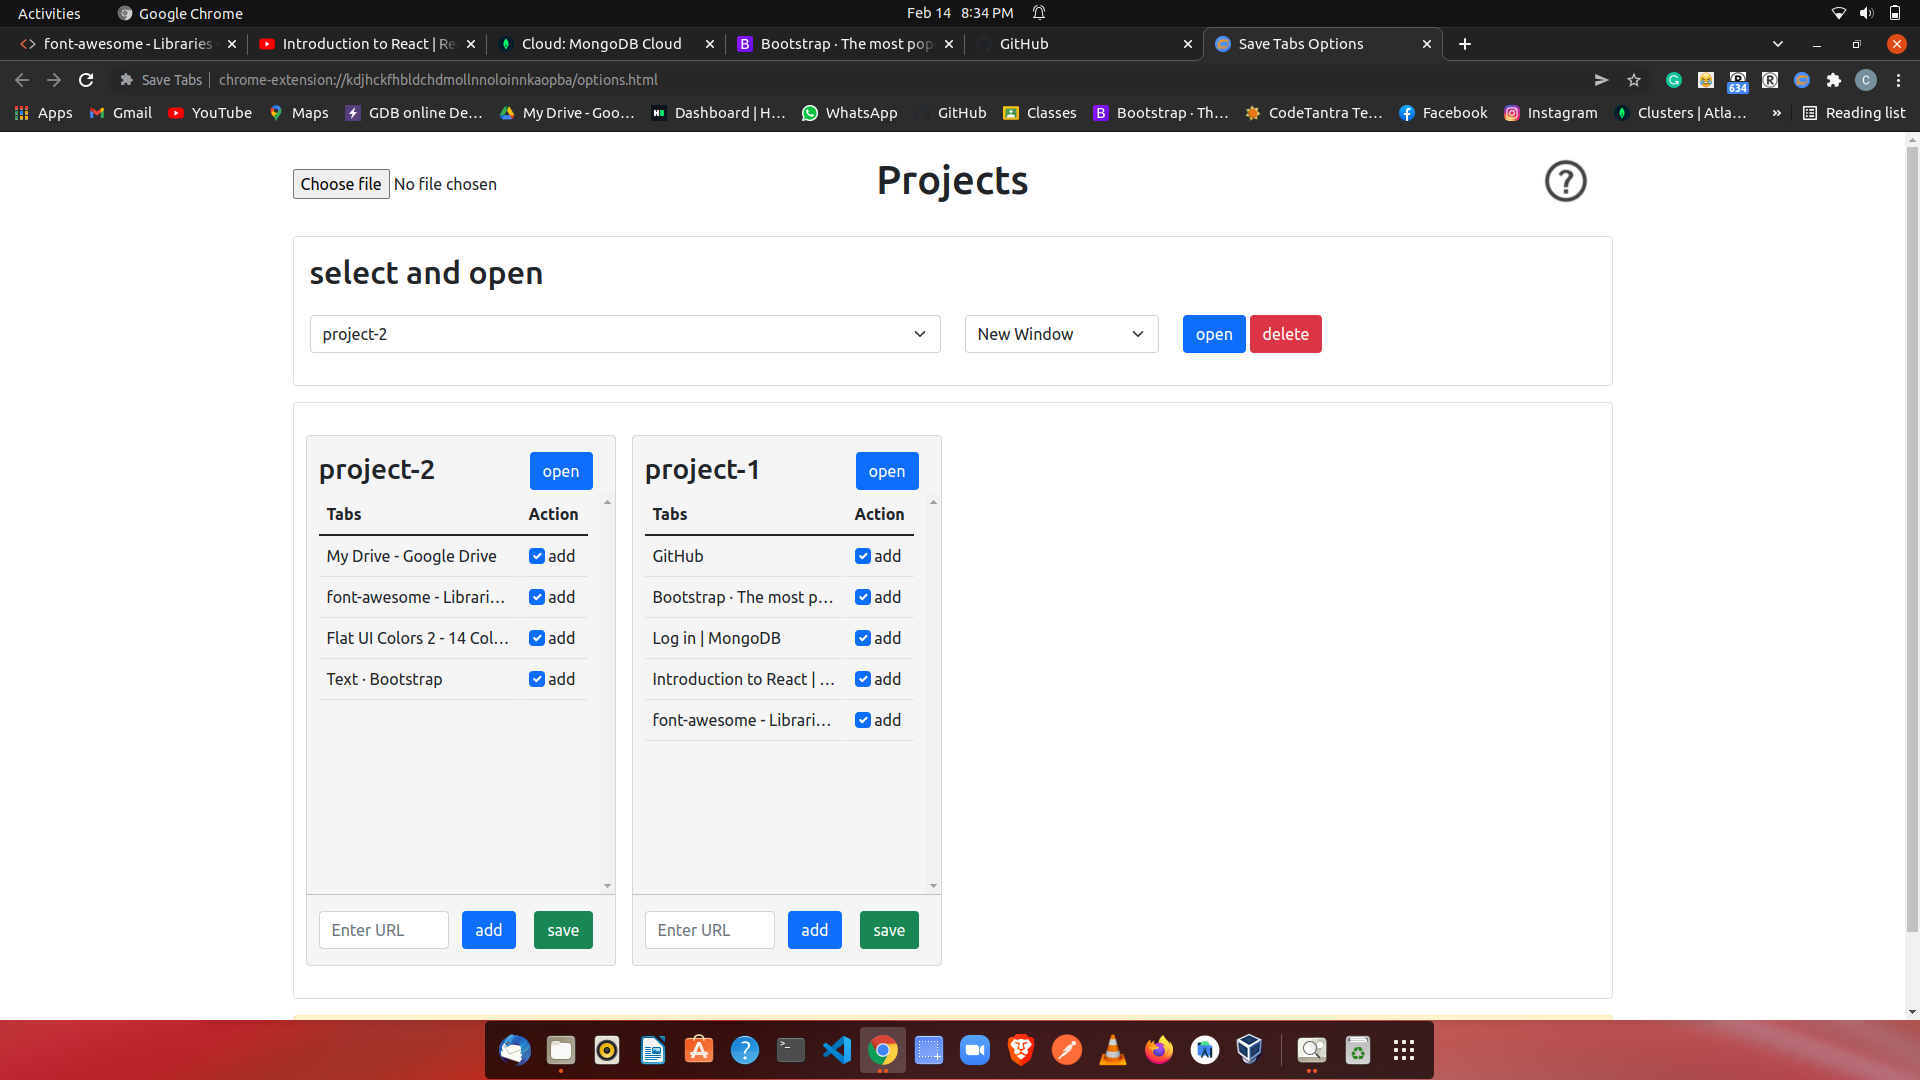 Activities Google Chrome Feb 14 8:34 PM
font-awesome - Libraries Introduction to React | Re Cloud: MongoDB Cloud Bootstrap · The most pop GitHub Save Tabs Options
Save Tabs chrome-extension://kdjhckfhbldchdmollnnoloinnkaopba/options.html 634 C
Apps Gmail YouTube Maps GDB online De… My Drive - Goo… Dashboard | H… WhatsApp GitHub Classes Bootstrap · Th… CodeTantra Te… Facebook Instagram Clusters | Atla… » Reading list
Choose file No file chosen
Projects
select and open
project-2 New Window open delete
project-2 open
Tabs Action
My Drive - Google Drive add
font-awesome - Librari… add
Flat UI Colors 2 - 14 Col… add
Text · Bootstrap add
Enter URL add save
project-1 open
Tabs Action
GitHub add
Bootstrap · The most p… add
Log in | MongoDB add
Introduction to React | … add
font-awesome - Librari… add
Enter URL add save